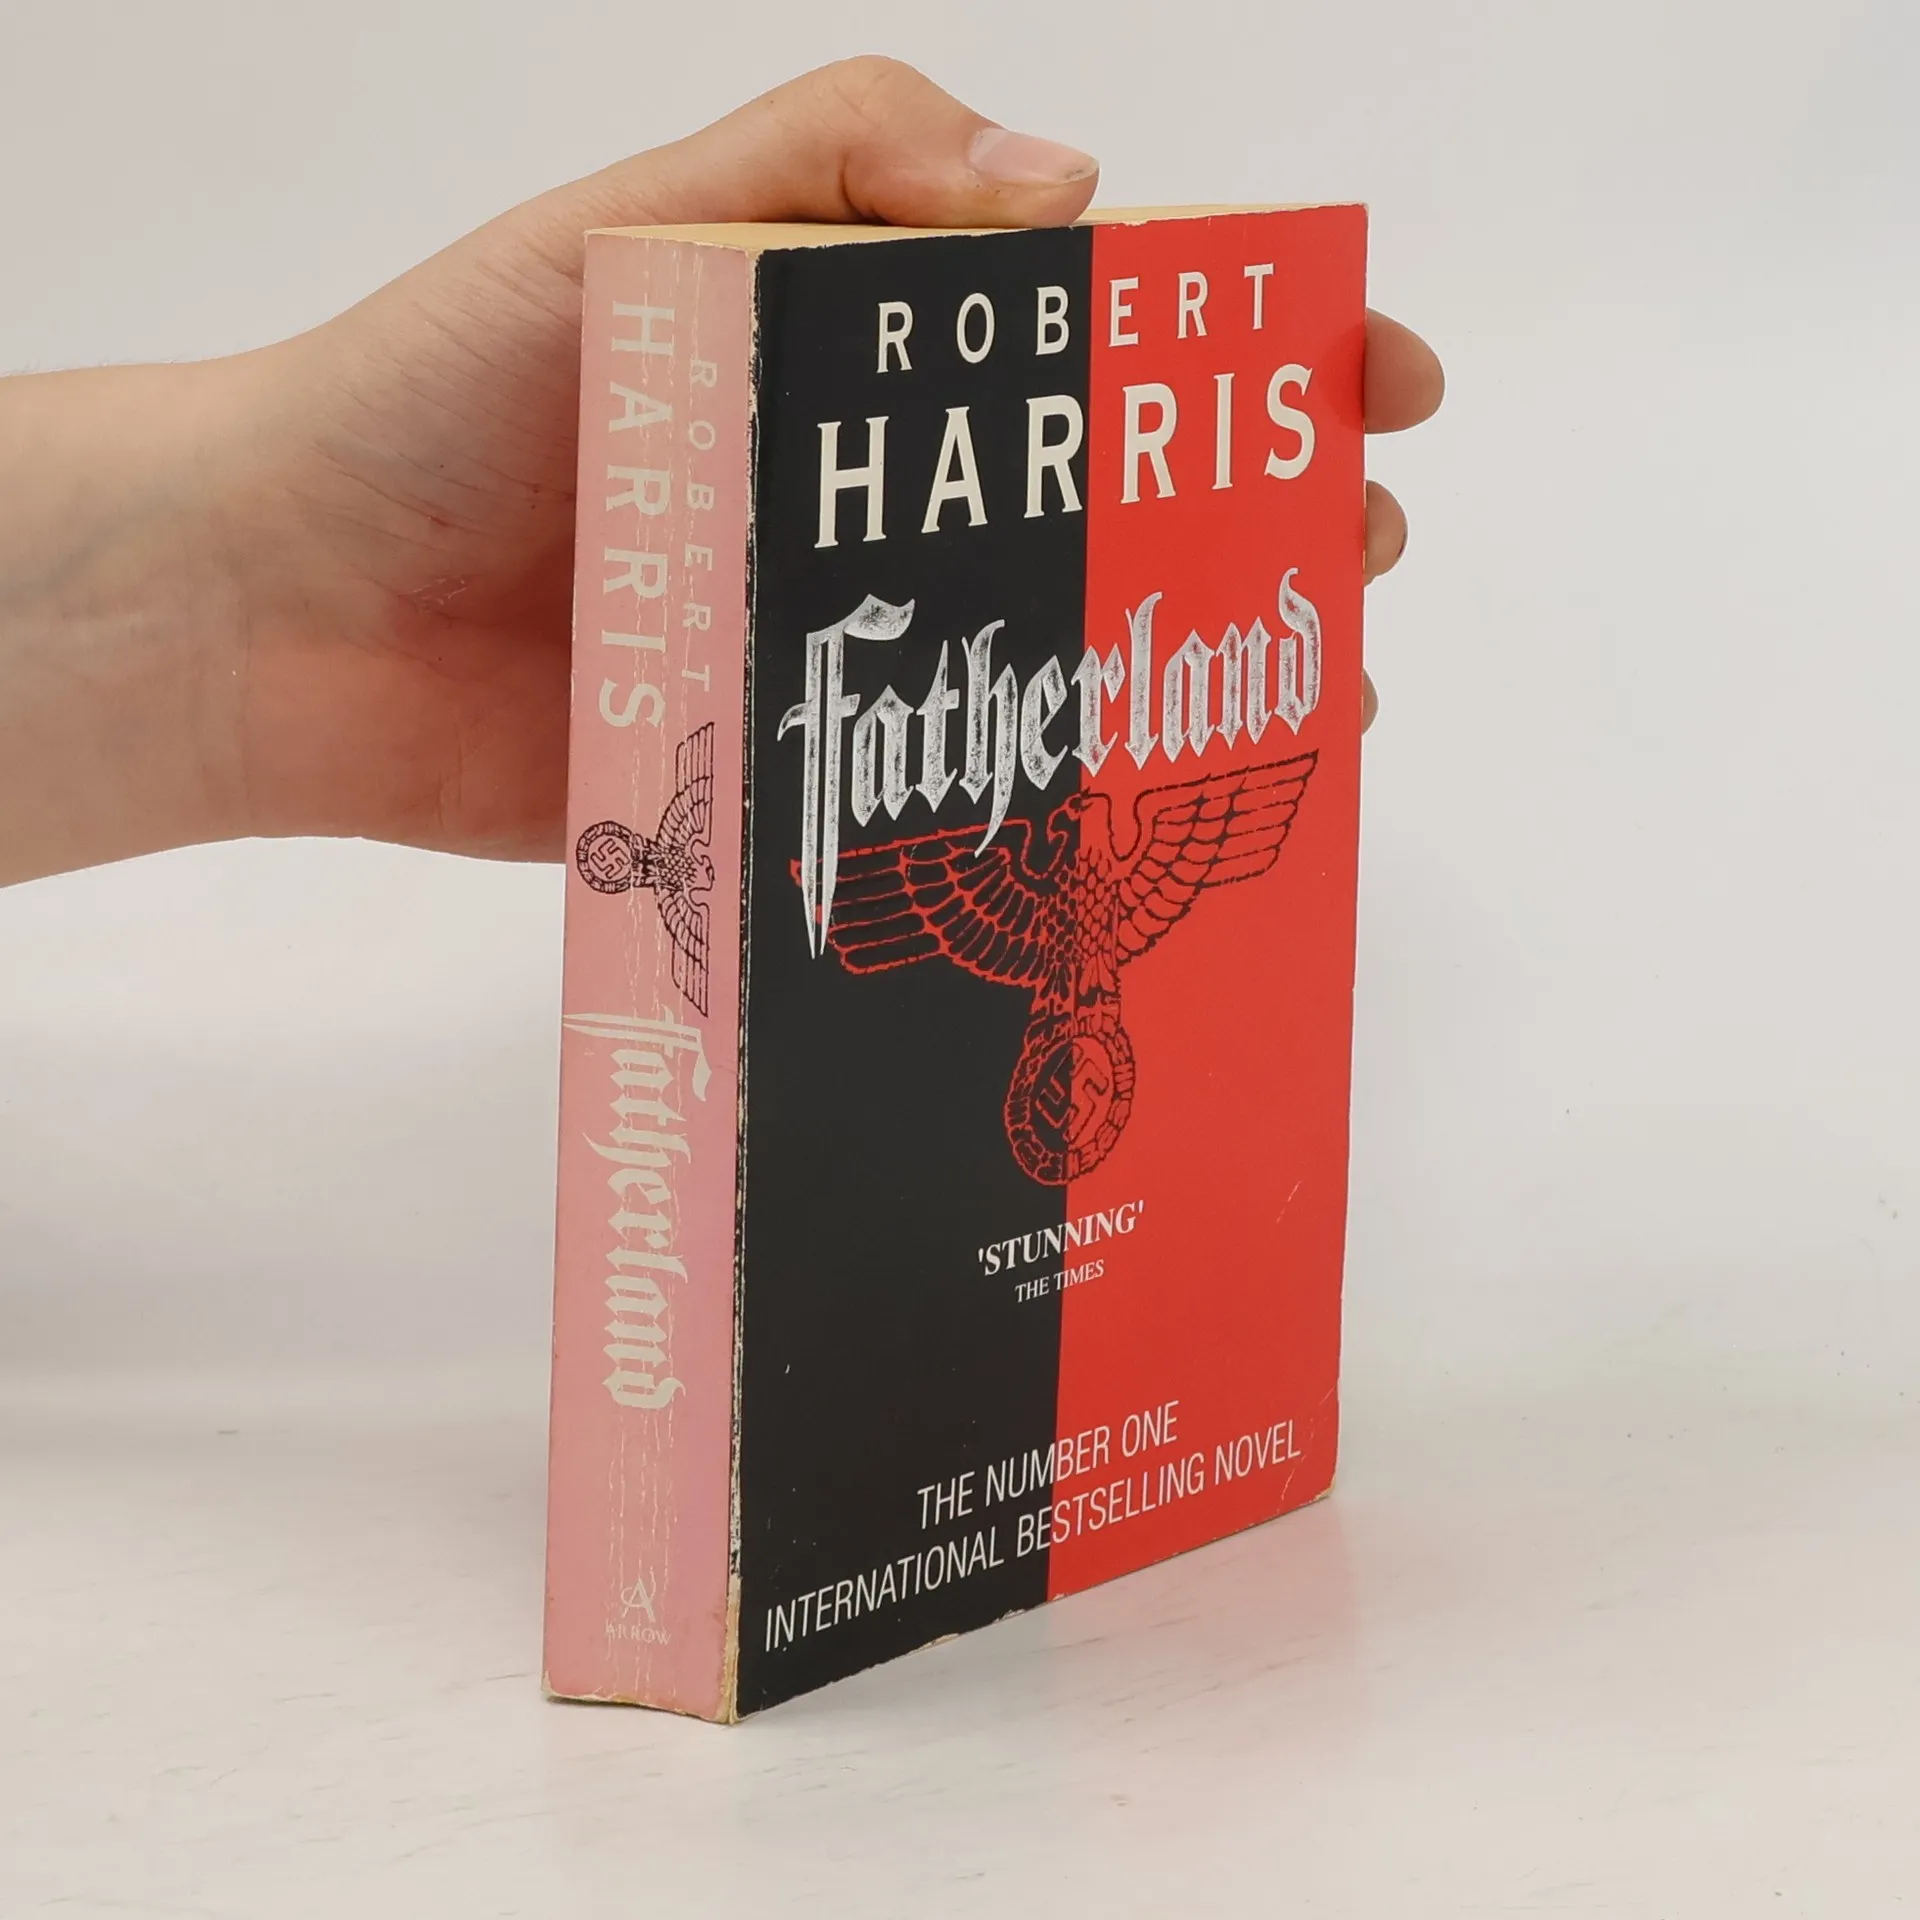 ROBERT
HARRIS
Fatherland
'STUNNING'
THE TIMES
THE NUMBER ONE
INTERNATIONAL BESTSELLING NOVEL
ROBERT
HARRIS
Fatherland
ARROW